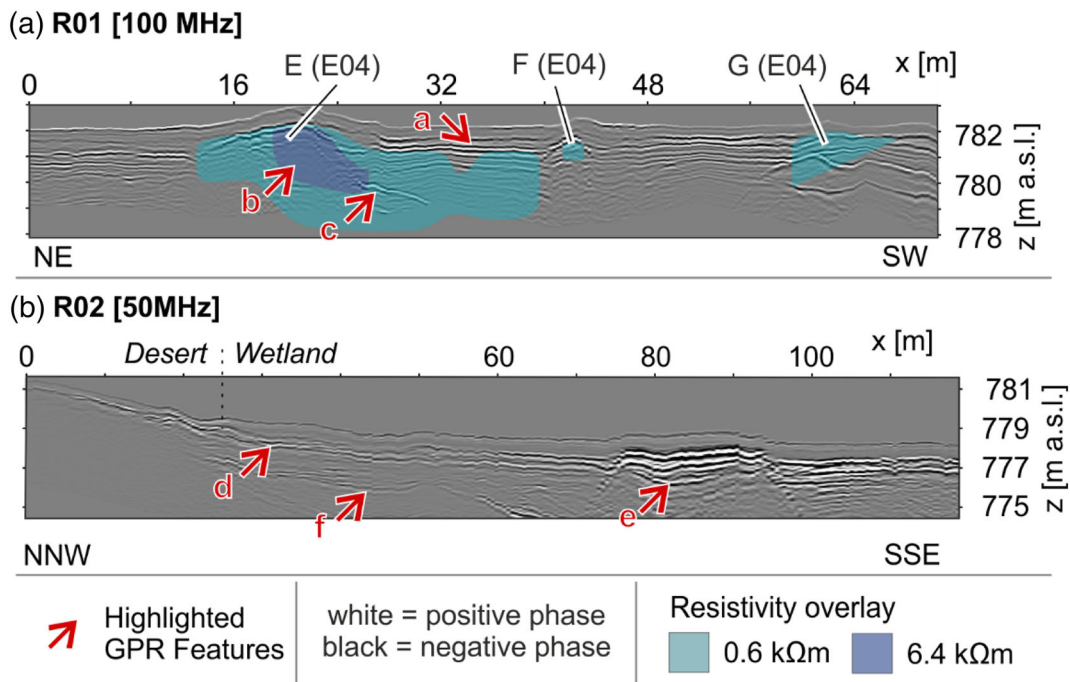 (a) R01 [100 MHz]
E (E04) F (E04) G (E04) x [m]
0 16 32 48 64
a
782
b
780
c
778
z [m a.s.l.]
NE SW
(b) R02 [50MHz]
Desert Wetland x [m]
0 60 80 100
781
779
d
777
f e
775
z [m a.s.l.]
NNW SSE
Highlighted
GPR Features
white = positive phase
black = negative phase
Resistivity overlay
0.6 kΩm 6.4 kΩm